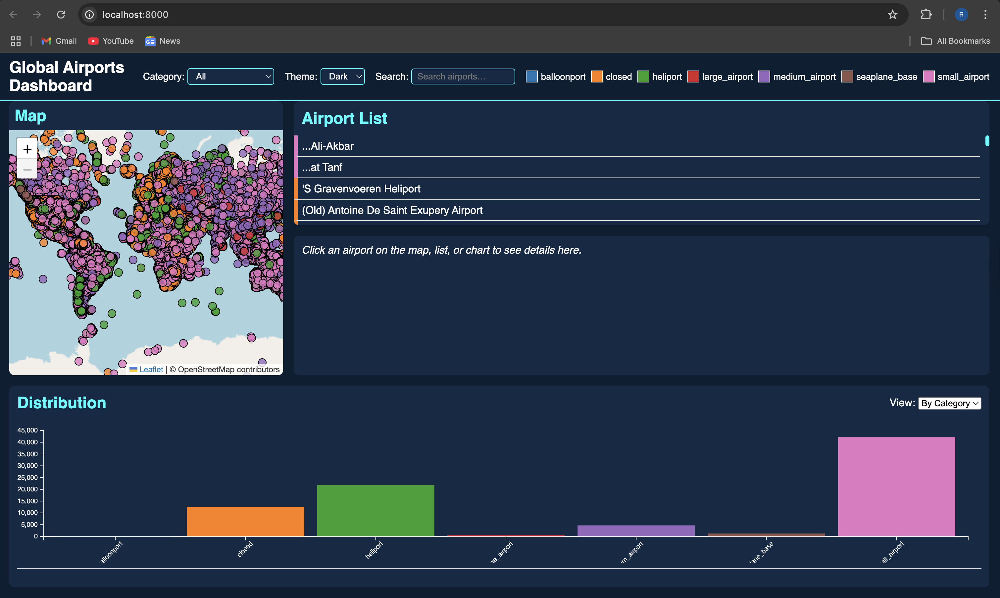 localhost:8000
R
Gmail YouTube News All Bookmarks
Global Airports
Dashboard
Category: All Theme: Dark Search: Search airports... balloonport closed heliport large_airport medium_airport seaplane_base small_airport
Map
+
−
Leaflet | © OpenStreetMap contributors
Airport List
...Ali-Akbar
...at Tanf
'S Gravenvoeren Heliport
(Old) Antoine De Saint Exupery Airport
Click an airport on the map, list, or chart to see details here.
Distribution
View: By Category
45,000
40,000
35,000
30,000
25,000
20,000
15,000
10,000
5,000
0
alloonport
closed
heliport
ge_airport
m_airport
lane_base
all_airport